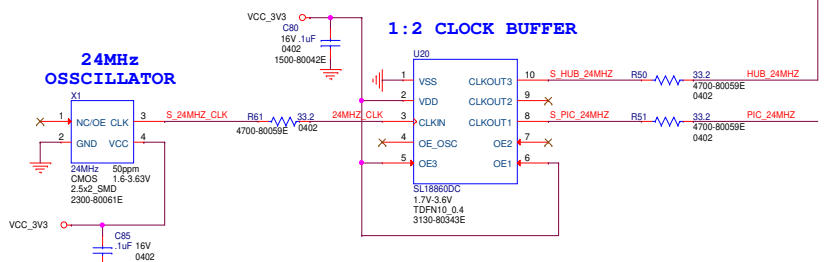 VCC_3V3
C80
16V .1uF
0402
1500-80042E
1:2 CLOCK BUFFER
24MHz
OSSCILLATOR
X1
1 NC/OE CLK 3
2 GND VCC 4
24MHz 50ppm
CMOS 1.6-3.63V
2.5x2_SMD
2300-80061E
S_24MHZ_CLK
R61 33.2
4700-80059E 0402
24MHZ_CLK
U20
1 VSS CLKOUT3 10
2 VDD CLKOUT2 9
3 CLKIN CLKOUT1 8
4 OE_OSC OE2 7
5 OE3 OE1 6
SL18860DC
1.7V-3.6V
TDFN10_0.4
3130-80343E
S_HUB_24MHZ R50 33.2 HUB_24MHZ
4700-80059E
0402
S_PIC_24MHZ R51 33.2 PIC_24MHZ
4700-80059E
0402
VCC_3V3
C85
.1uF 16V
0402